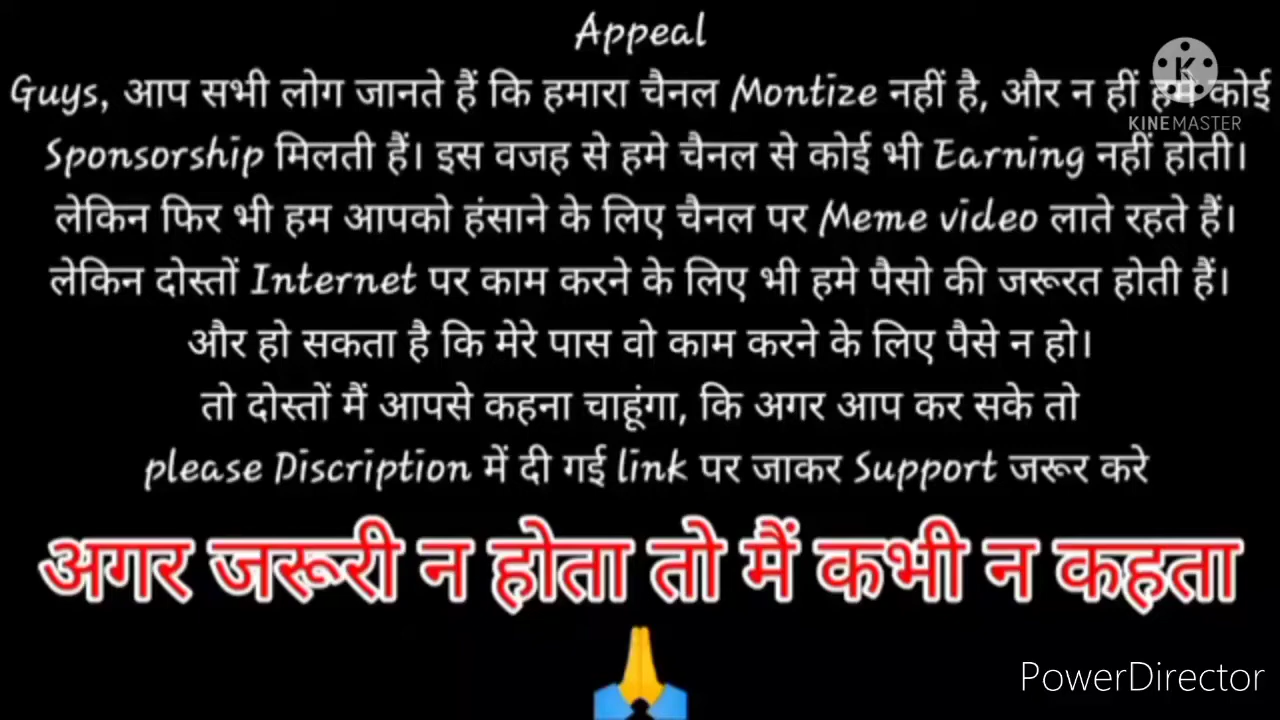 Appeal
Guys, आप सभी लोग जानते हैं कि हमारा चैनल Montize नहीं है, और न हीं हमे कोई
KINEMASTER
Sponsorship मिलती हैं। इस वजह से हमे चैनल से कोई भी Earning नहीं होती।
लेकिन फिर भी हम आपको हंसाने के लिए चैनल पर Meme video लाते रहते हैं।
लेकिन दोस्तों Internet पर काम करने के लिए भी हमे पैसो की जरूरत होती हैं।
और हो सकता है कि मेरे पास वो काम करने के लिए पैसे न हो।
तो दोस्तों मैं आपसे कहना चाहूंगा, कि अगर आप कर सके तो
please Discription में दी गई link पर जाकर Support जरूर करे
अगर जरूरी न होता तो मैं कभी न कहता
PowerDirector